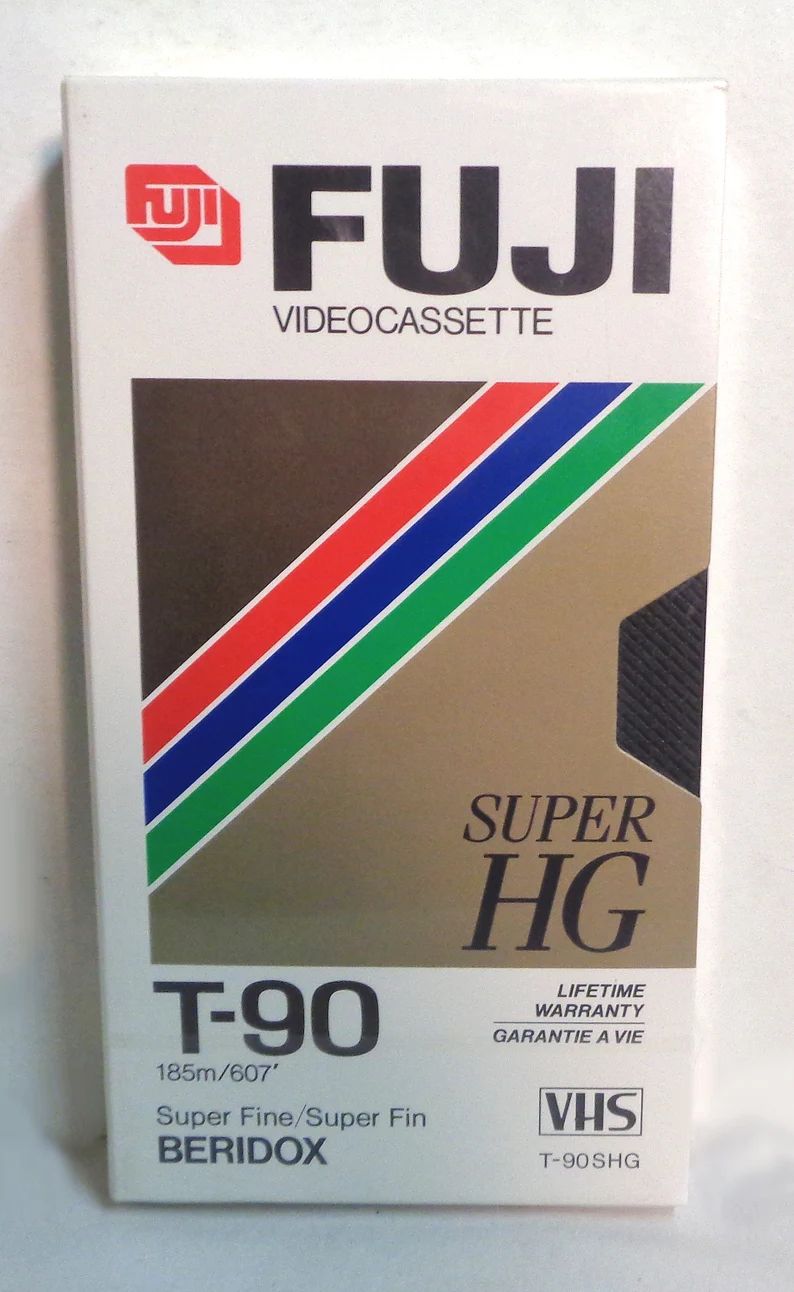 FUJI
FUJI
VIDEOCASSETTE
SUPER
HG
T-90
185m/607'
Super Fine/Super Fin
BERIDOX
LIFETIME
WARRANTY
GARANTIE A VIE
VHS
T-90SHG